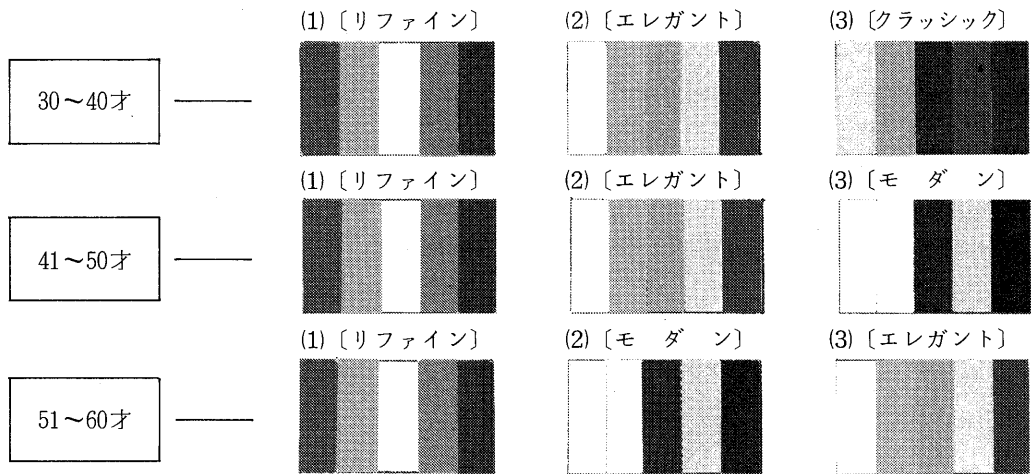 (1)〔リファイン〕 (2)〔エレガント〕 (3)〔クラッシック〕
30〜40才
(1)〔リファイン〕 (2)〔エレガント〕 (3)〔モダン〕
41〜50才
(1)〔リファイン〕 (2)〔モダン〕 (3)〔エレガント〕
51〜60才